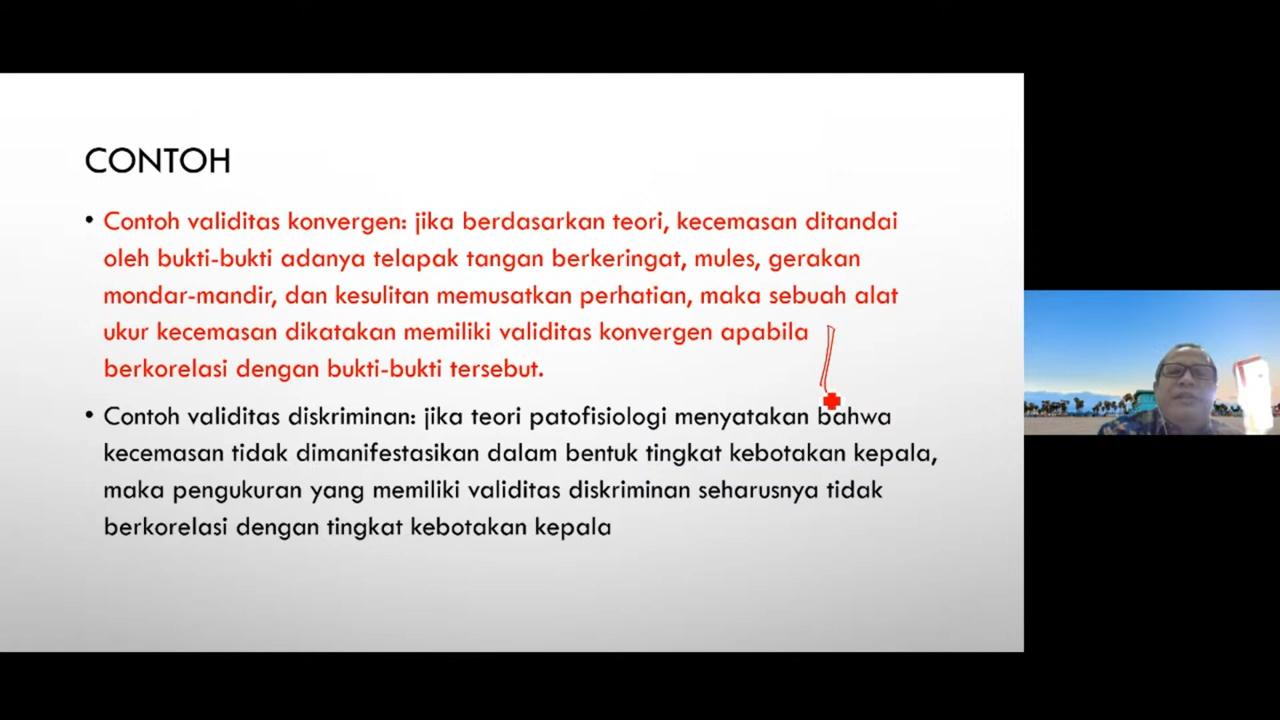 CONTOH
• Contoh validitas konvergen: jika berdasarkan teori, kecemasan ditandai
oleh bukti-bukti adanya telapak tangan berkeringat, mules, gerakan
mondar-mandir, dan kesulitan memusatkan perhatian, maka sebuah alat
ukur kecemasan dikatakan memiliki validitas konvergen apabila
berkorelasi dengan bukti-bukti tersebut.
• Contoh validitas diskriminan: jika teori patofisiologi menyatakan bahwa
kecemasan tidak dimanifestasikan dalam bentuk tingkat kebotakan kepala,
maka pengukuran yang memiliki validitas diskriminan seharusnya tidak
berkorelasi dengan tingkat kebotakan kepala